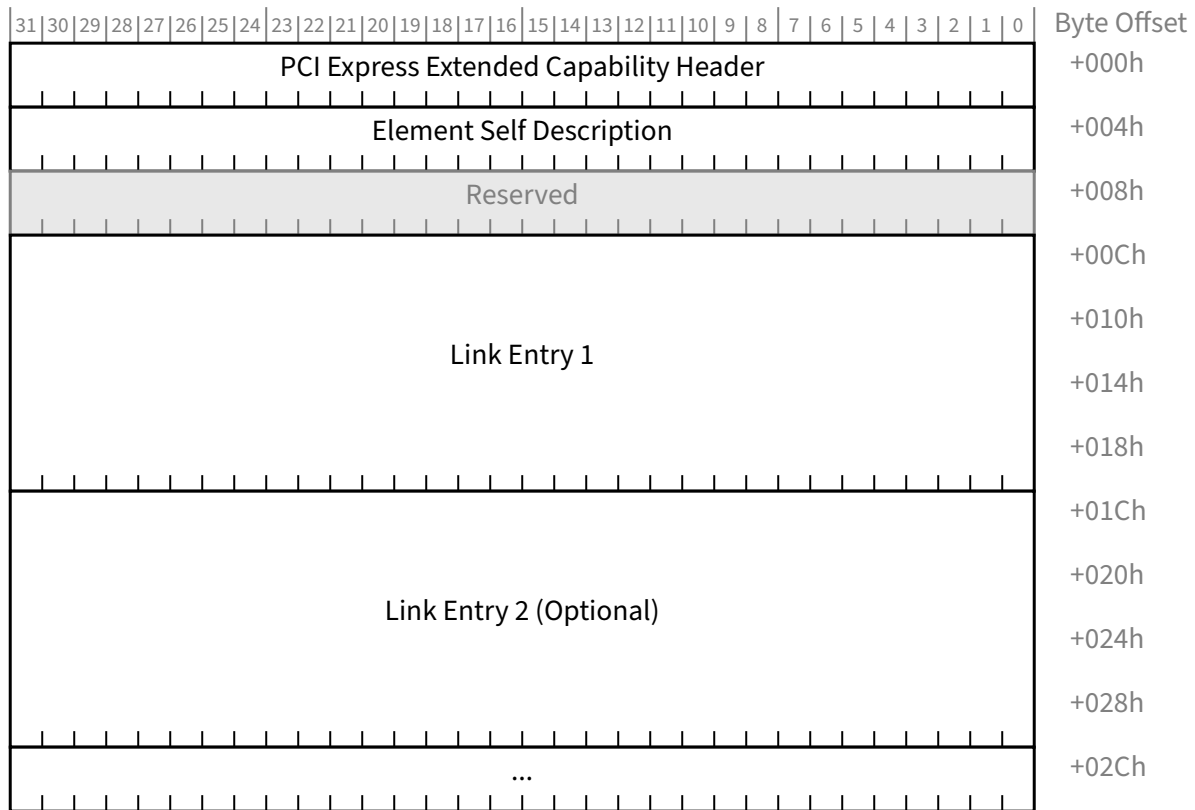 31 30 29 28 27 26 25 24 23 22 21 20 19 18 17 16 15 14 13 12 11 10 9 8 7 6 5 4 3 2 1 0 Byte Offset
PCI Express Extended Capability Header +000h
Element Self Description +004h
Reserved +008h
+00Ch
+010h
Link Entry 1
+014h
+018h
+01Ch
+020h
Link Entry 2 (Optional)
+024h
+028h
... +02Ch